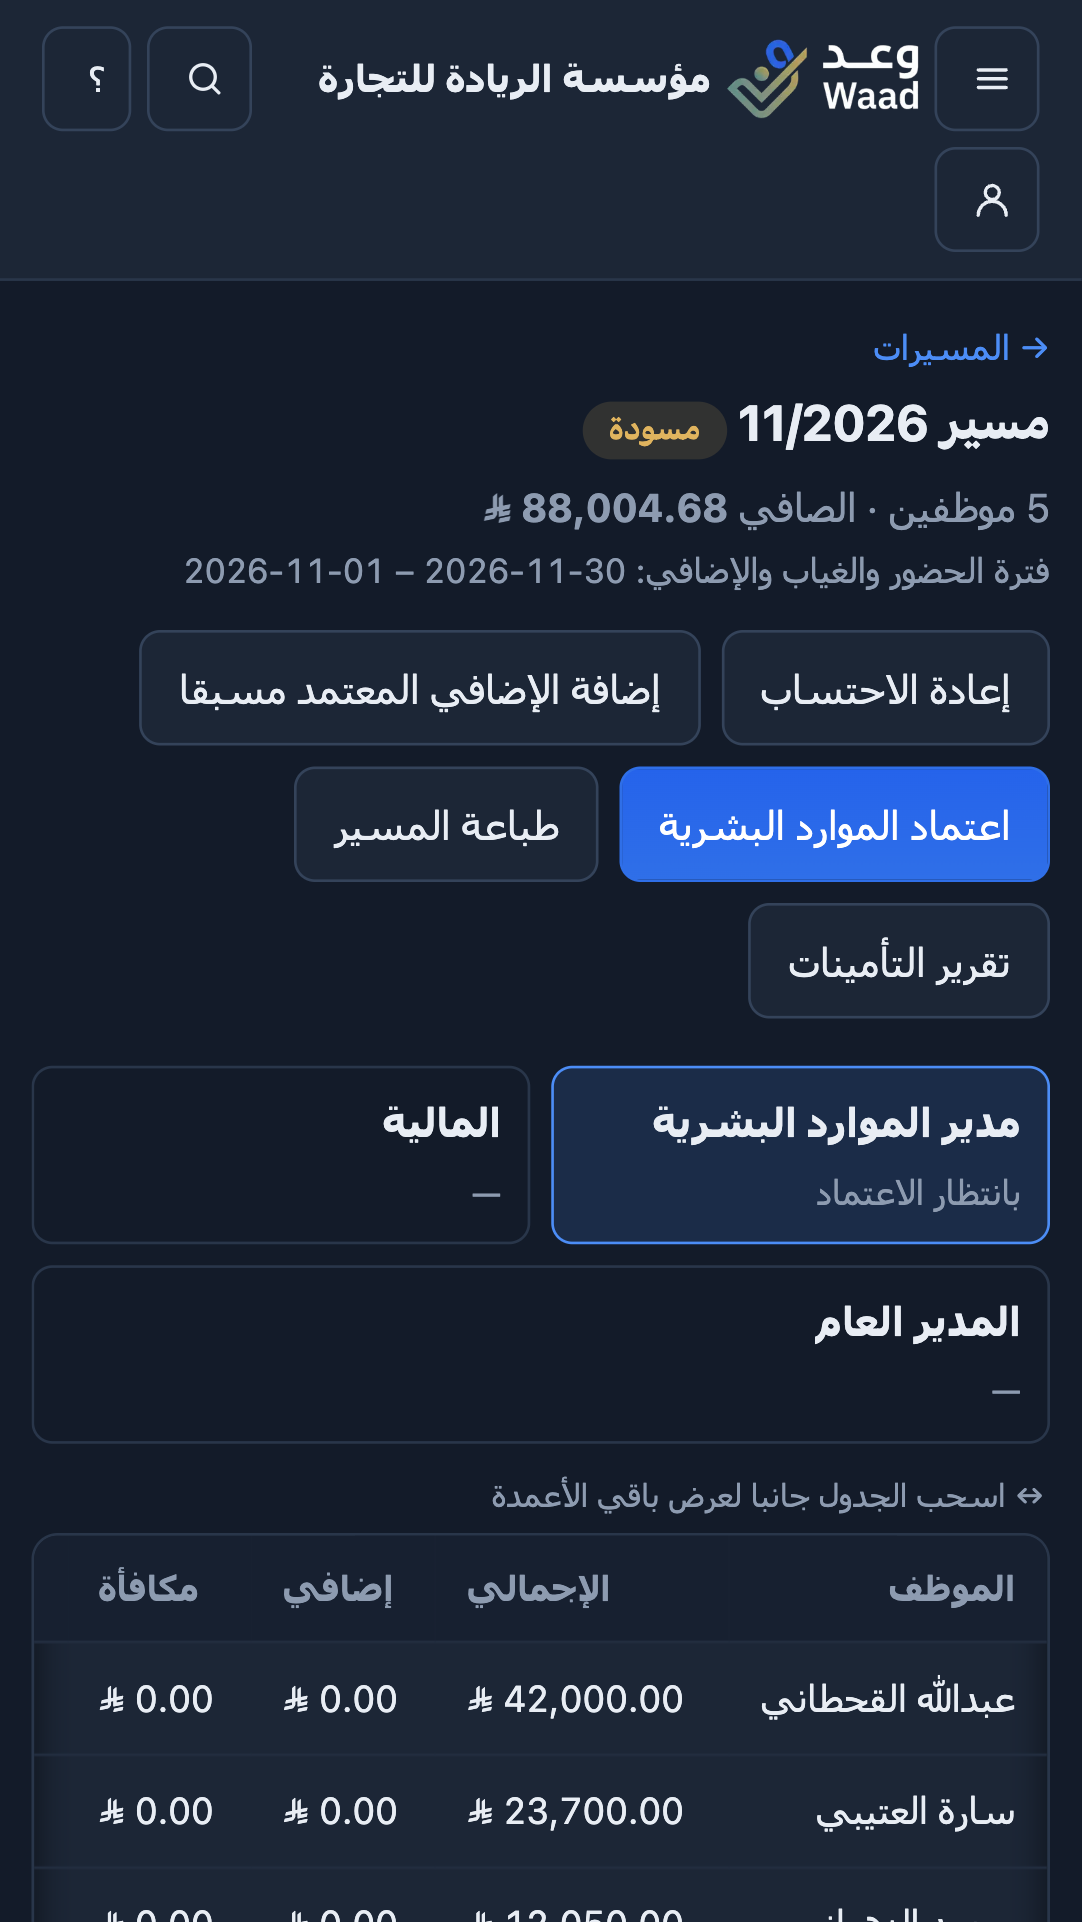 وعد
Waad
مؤسسة الريادة للتجارة
؟
→ المسيرات
مسير 11/2026 مسودة
5 موظفين · الصافي 88,004.68 ⃁
فترة الحضور والغياب والإضافي: 2026-11-30 – 2026-11-01
إعادة الاحتساب
إضافة الإضافي المعتمد مسبقا
اعتماد الموارد البشرية
طباعة المسير
تقرير التأمينات
مدير الموارد البشرية
بانتظار الاعتماد
المالية
—
المدير العام
—
↔ اسحب الجدول جانبا لعرض باقي الأعمدة
الموظف الإجمالي إضافي مكافأة
عبدالله القحطاني 42,000.00 ⃁ 0.00 ⃁ 0.00 ⃁
سارة العتيبي 23,700.00 ⃁ 0.00 ⃁ 0.00 ⃁